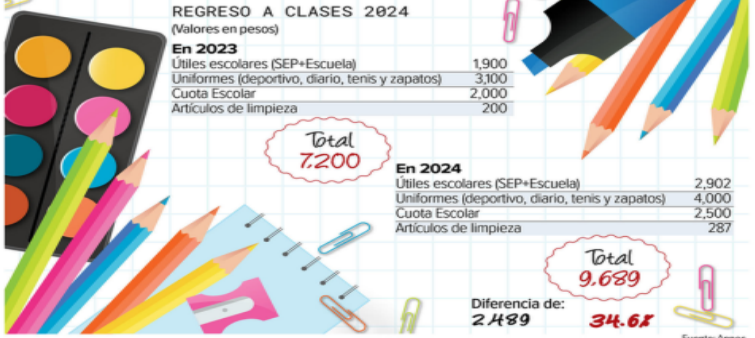 REGRESO A CLASES 2024
(Valores en pesos)
En 2023
Útiles escolares (SEP+Escuela) 1,900
Uniformes (deportivo, diario, tenis y zapatos) 3,100
Cuota Escolar 2,000
Artículos de limpieza 200
Total
7,200
En 2024
Útiles escolares (SEP+Escuela) 2,902
Uniformes (deportivo, diario, tenis y zapatos) 4,000
Cuota Escolar 2,500
Artículos de limpieza 287
Total
9.689
Diferencia de:
2,489 34.6%